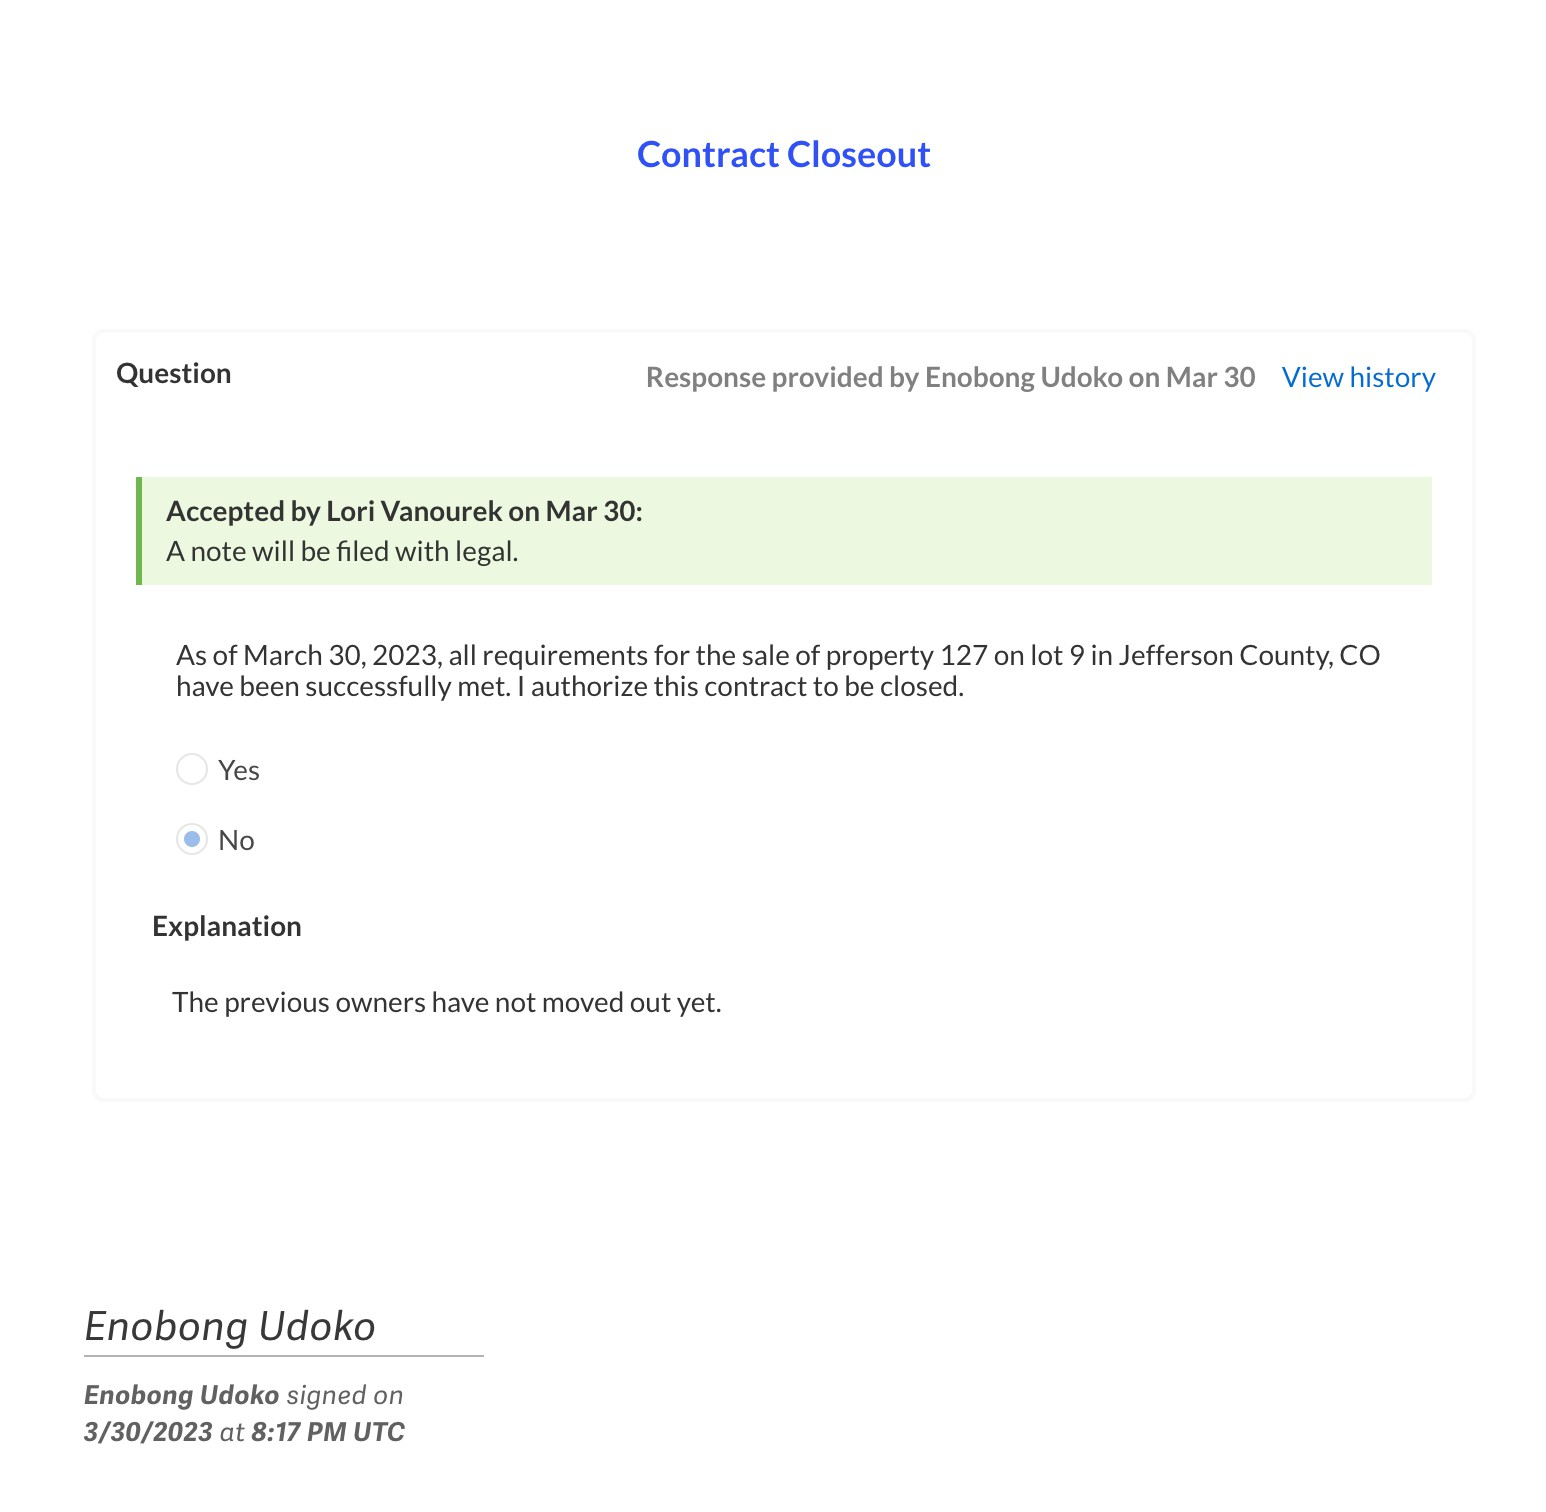 Contract Closeout
Question
Response provided by Enobong Udoko on Mar 30 View history
Accepted by Lori Vanourek on Mar 30:
A note will be filed with legal.
As of March 30, 2023, all requirements for the sale of property 127 on lot 9 in Jefferson County, CO
have been successfully met. I authorize this contract to be closed.
Yes
No
Explanation
The previous owners have not moved out yet.
Enobong Udoko
Enobong Udoko signed on
3/30/2023 at 8:17 PM UTC